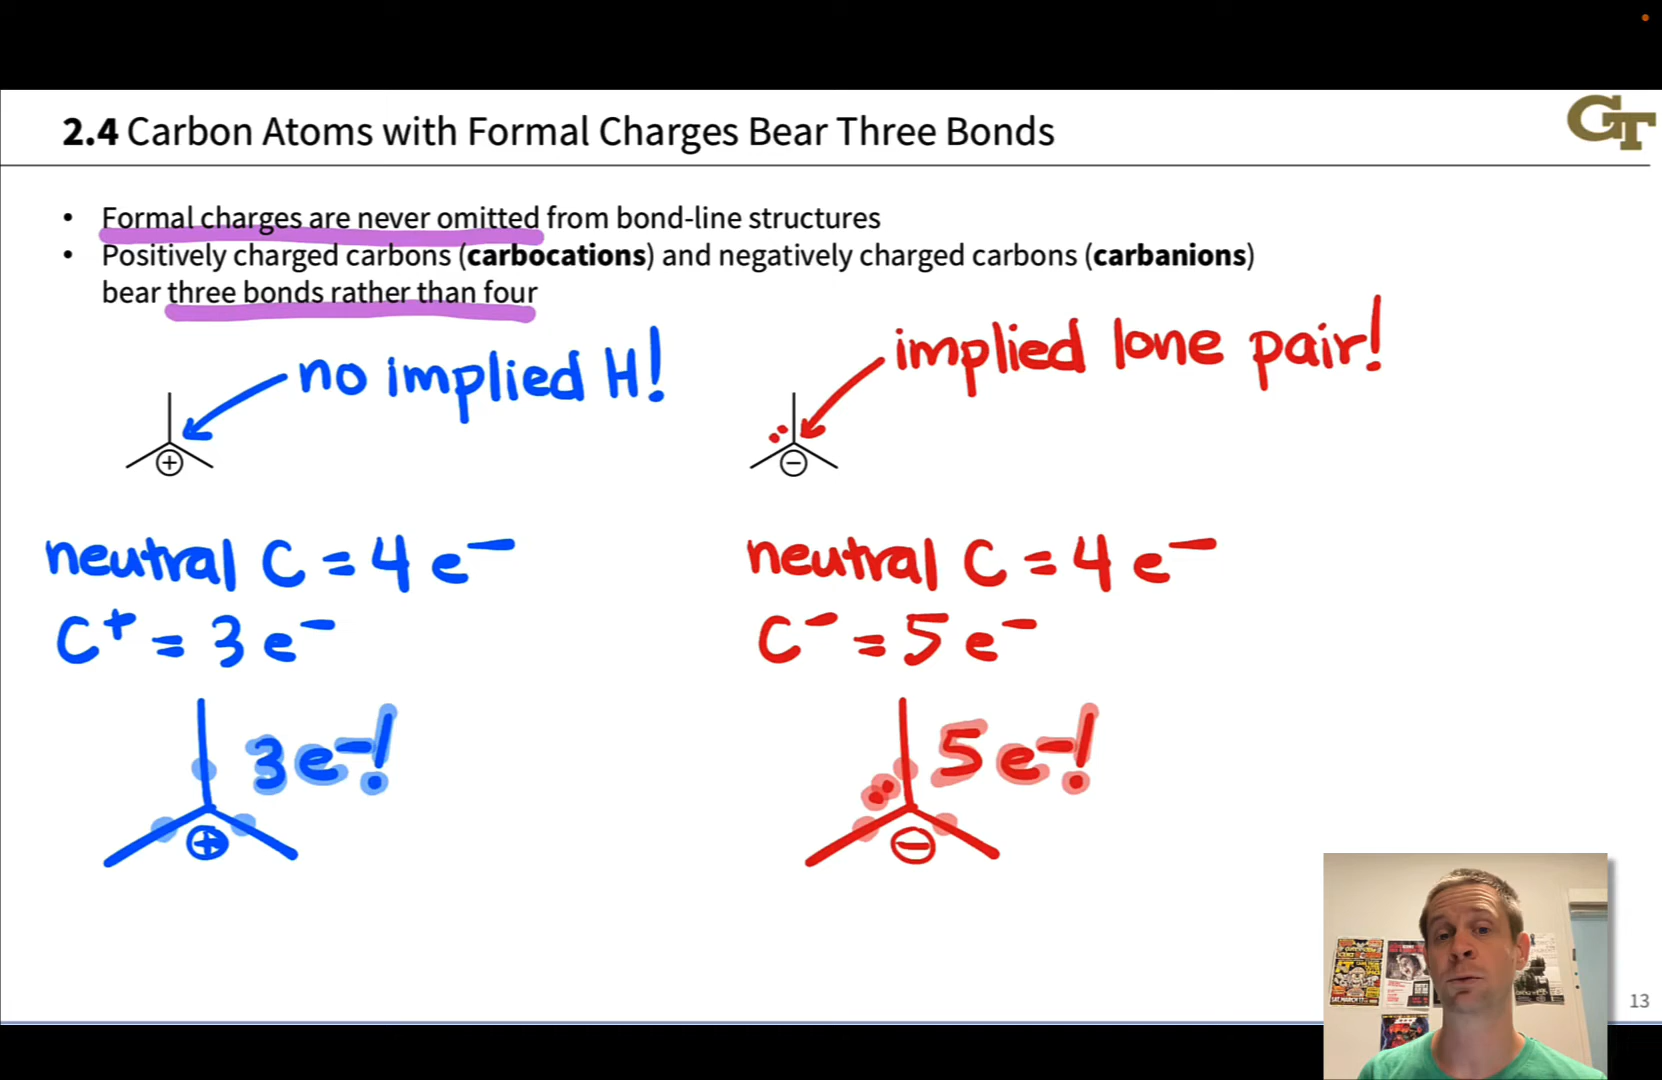 2.4 Carbon Atoms with Formal Charges Bear Three Bonds
GT
• Formal charges are never omitted from bond-line structures
• Positively charged carbons (carbocations) and negatively charged carbons (carbanions)
bear three bonds rather than four
no implied H!
implied lone pair!
+
−
neutral C = 4 e⁻
C⁺ = 3 e⁻
3 e⁻!
+
neutral C = 4 e⁻
C⁻ = 5 e⁻
5 e⁻!
−
13